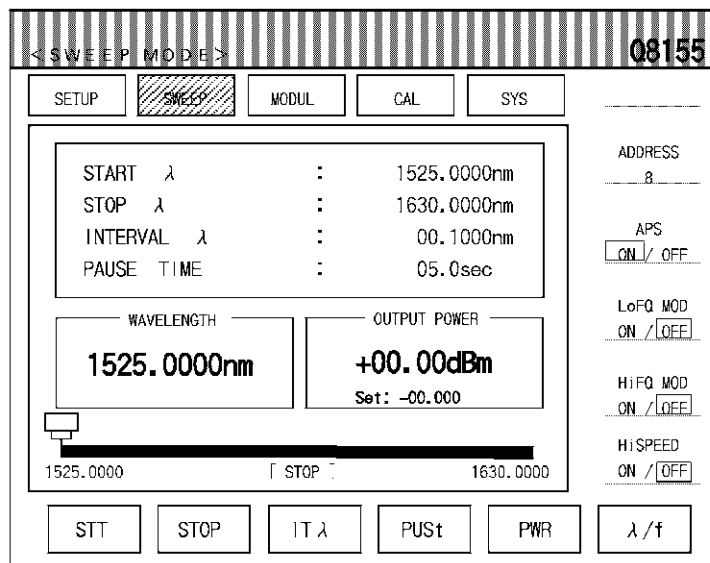 <SWEEP MODE> Q8155
SETUP SWEEP MODUL CAL SYS
START λ : 1525.0000nm
STOP λ : 1630.0000nm
INTERVAL λ : 00.1000nm
PAUSE TIME : 05.0sec
WAVELENGTH
1525.0000nm
OUTPUT POWER
+00.00dBm
Set: -00.000
1525.0000 [ STOP ] 1630.0000
ADDRESS
8
APS
ON / OFF
LoFQ MOD
ON / OFF
HiFQ MOD
ON / OFF
HiSPEED
ON / OFF
STT STOP IT λ PUSt PWR λ/f